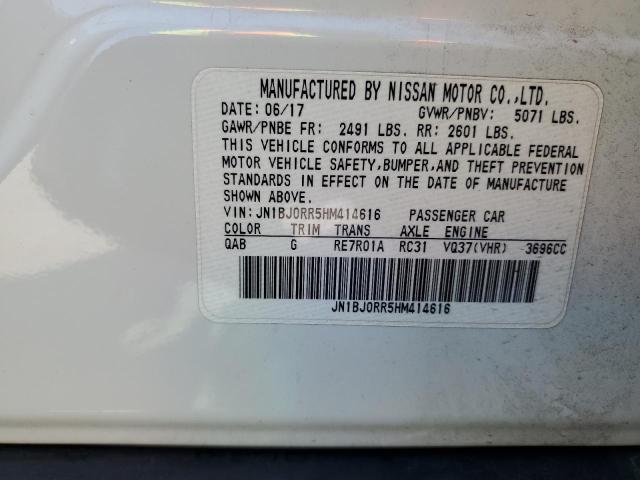 MANUFACTURED BY NISSAN MOTOR CO.,LTD.
DATE: 06/17 GVWR/PNBV: 5071 LBS.
GAWR/PNBE FR: 2491 LBS. RR: 2601 LBS.
THIS VEHICLE CONFORMS TO ALL APPLICABLE FEDERAL
MOTOR VEHICLE SAFETY,BUMPER,AND THEFT PREVENTION
STANDARDS IN EFFECT ON THE DATE OF MANUFACTURE
SHOWN ABOVE.
VIN: JN1BJ0RR5HM414616 PASSENGER CAR
COLOR TRIM TRANS AXLE ENGINE
QAB G RE7R01A RC31 VQ37(VHR) 3696CC
JN1BJ0RR5HM414616